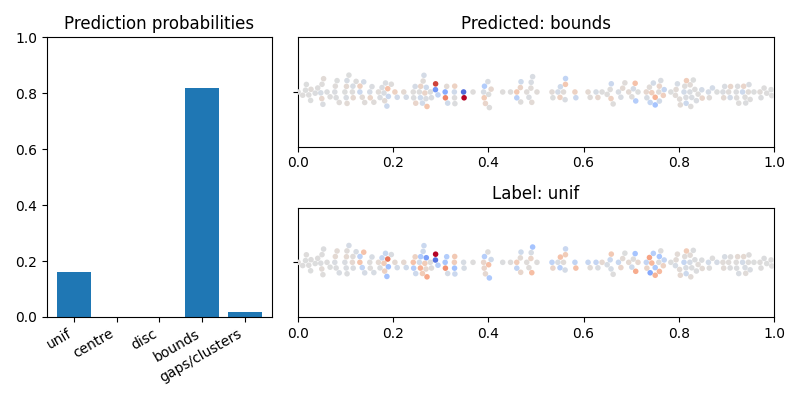 Prediction probabilities
1.0
0.8
0.6
0.4
0.2
0.0
unif
centre
disc
bounds
gaps/clusters
Predicted: bounds
0.0 0.2 0.4 0.6 0.8 1.0
Label: unif
0.0 0.2 0.4 0.6 0.8 1.0